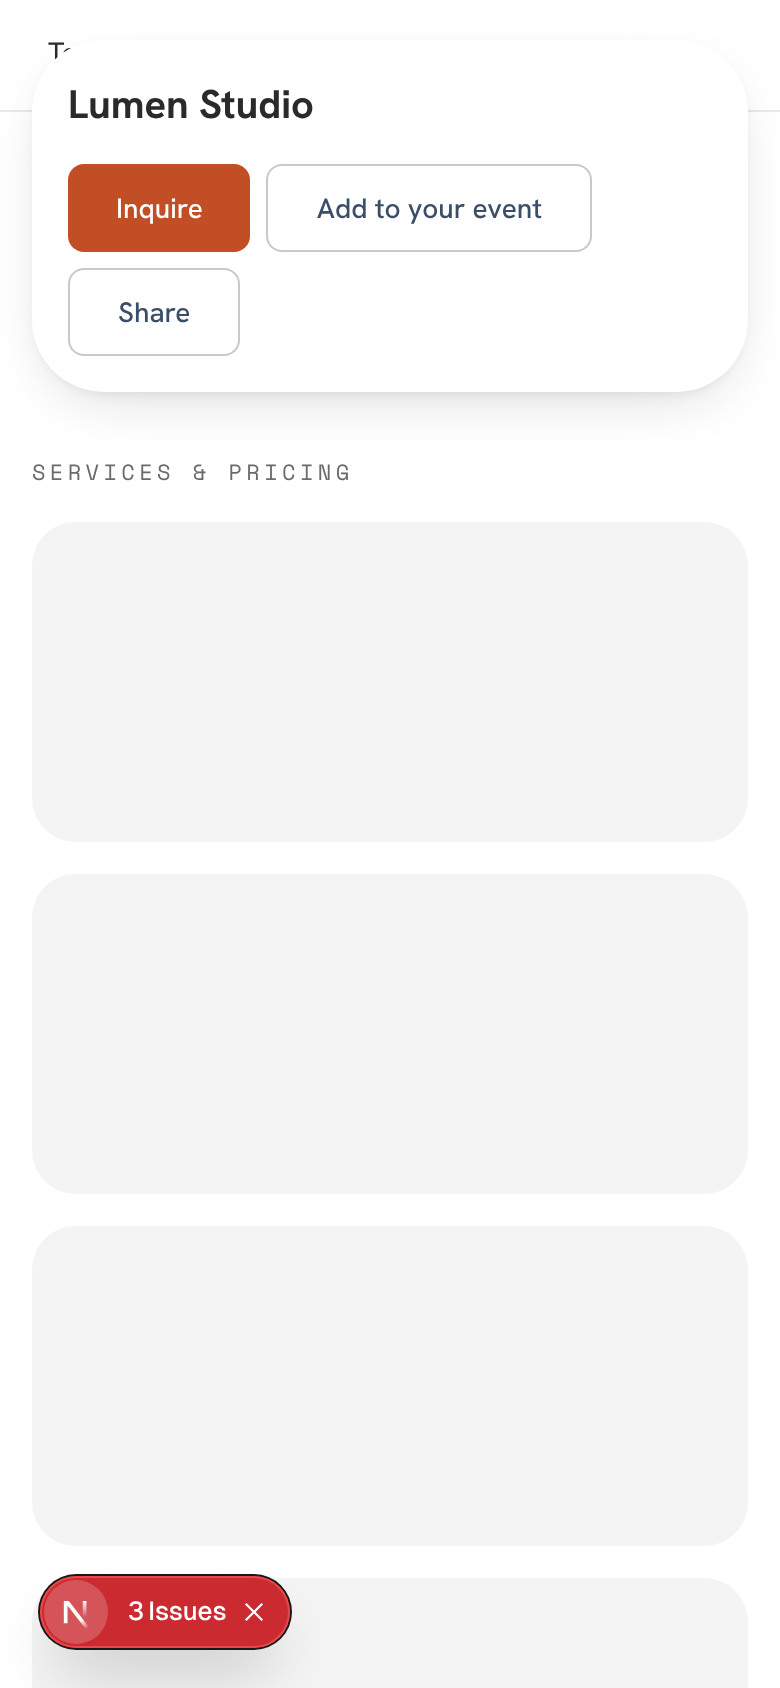 Lumen Studio
Inquire
Add to your event
Share
SERVICES & PRICING
N
3 Issues